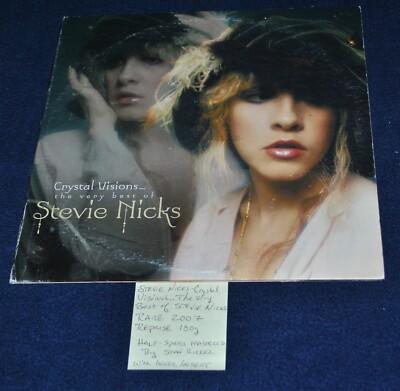 Crystal Visions...
the very best of
Stevie Nicks
STEVIE NICKS-Crystal
Visions... The Very
Best of STEVIE NICKS
RARE 2007
REPRISE 180g
HALF-SPEED MASTERED
By STAN RICKER
WITH INNER/INSERT